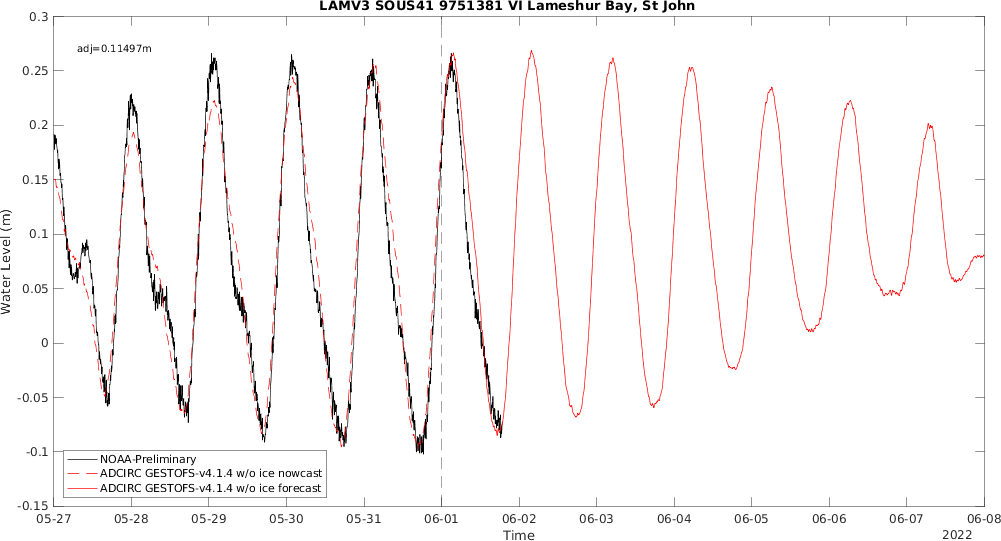 LAMV3 SOUS41 9751381 VI Lameshur Bay, St John
adj=0.11497m
0.3
0.25
0.2
0.15
0.1
0.05
0
-0.05
-0.1
-0.15
Water Level (m)
NOAA-Preliminary
ADCIRC GESTOFS-v4.1.4 w/o ice nowcast
ADCIRC GESTOFS-v4.1.4 w/o ice forecast
05-27 05-28 05-29 05-30 05-31 06-01 06-02 06-03 06-04 06-05 06-06 06-07 06-08
Time
2022